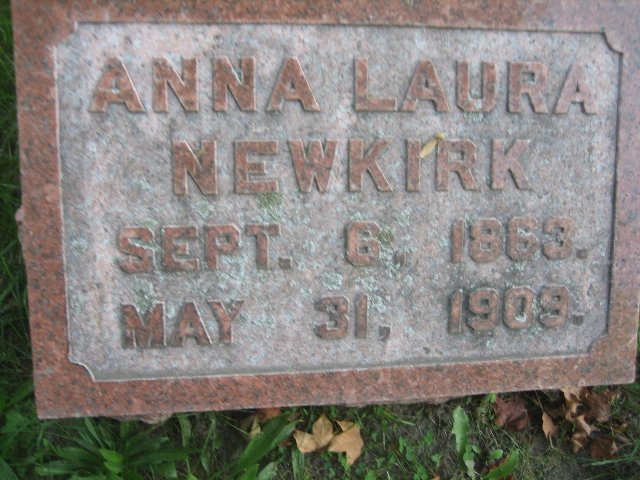 ANNA LAURA
NEWKIRK
SEPT. 6, 1863.
MAY 31, 1909.